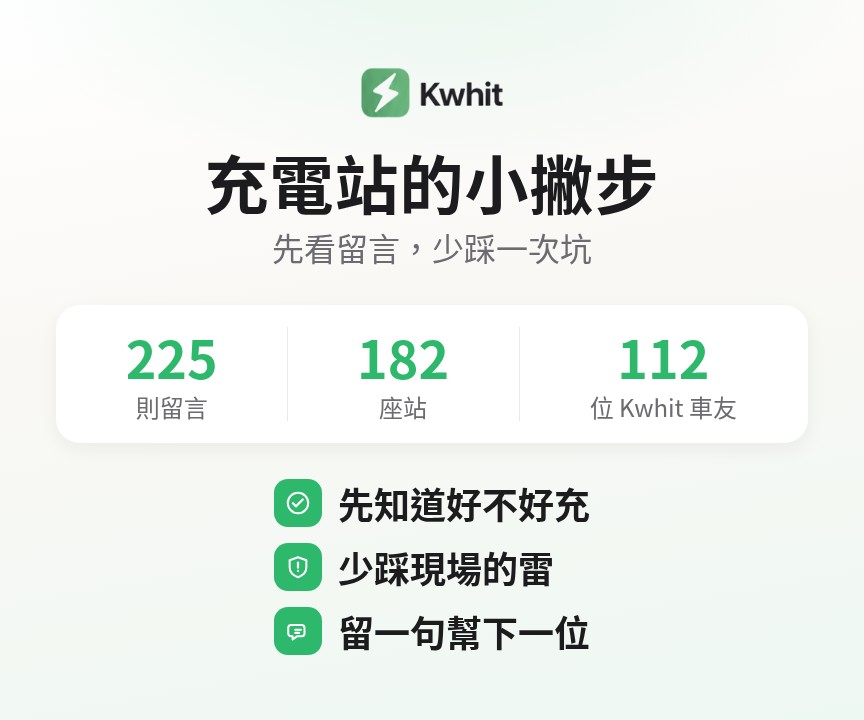 Kwhit
充電站的小撇步
先看留言，少踩一次坑
225
則留言
182
座站
112
位 Kwhit 車友
先知道好不好充
少踩現場的雷
留一句幫下一位